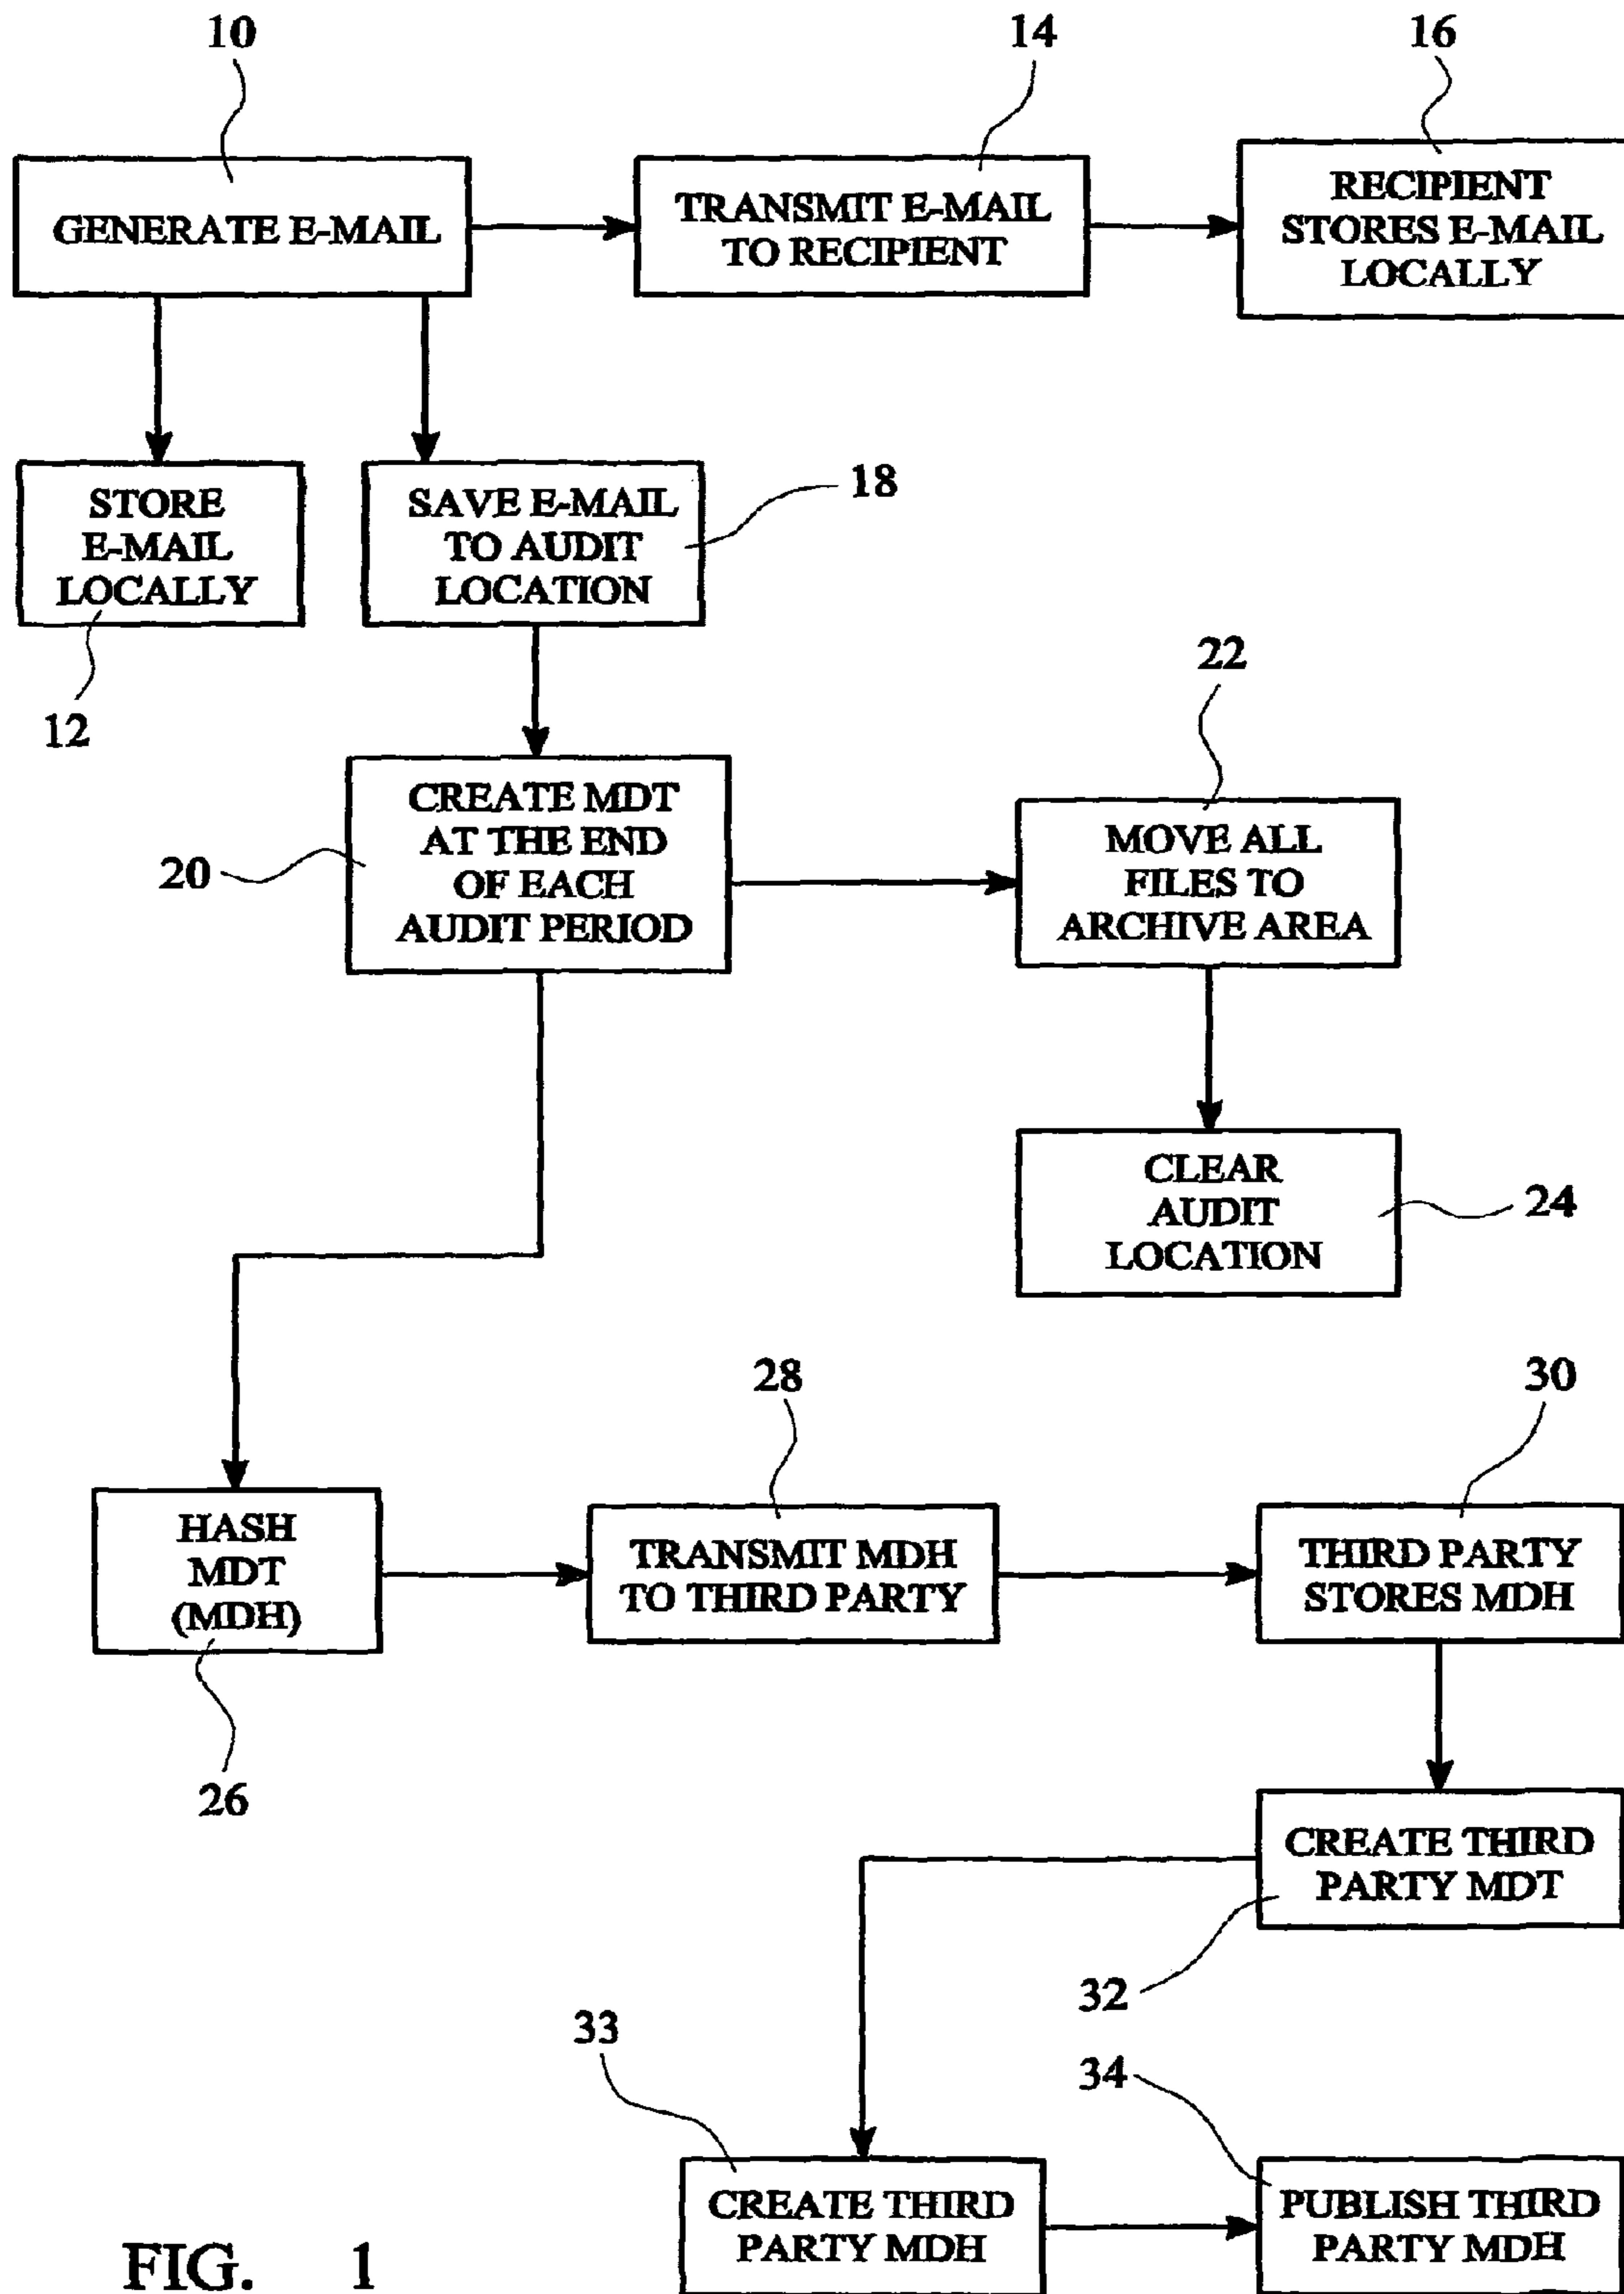 10
14
16
GENERATE E-MAIL
TRANSMIT E-MAIL
TO RECIPIENT
RECIPIENT
STORES E-MAIL
LOCALLY
STORE
E-MAIL
LOCALLY
12
SAVE E-MAIL
TO AUDIT
LOCATION
18
CREATE MDT
AT THE END
OF EACH
AUDIT PERIOD
20
22
MOVE ALL
FILES TO
ARCHIVE AREA
CLEAR
AUDIT
LOCATION
24
HASH
MDT
(MDH)
26
28
TRANSMIT MDH
TO THIRD PARTY
30
THIRD PARTY
STORES MDH
CREATE THIRD
PARTY MDT
32
33
CREATE THIRD
PARTY MDH
34
PUBLISH THIRD
PARTY MDH
FIG. 1